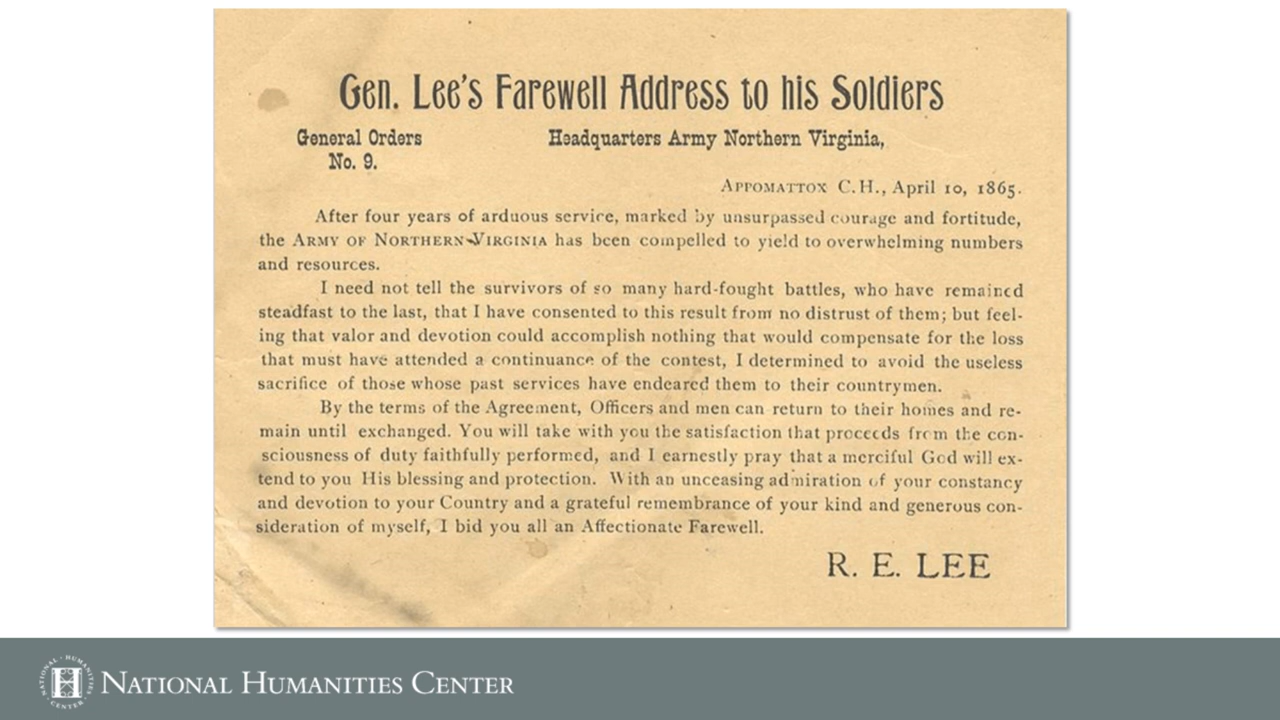 Gen. Lee's Farewell Address to his Soldiers
General Orders
No. 9.
Headquarters Army Northern Virginia,
APPOMATTOX C.H., April 10, 1865.
After four years of arduous service, marked by unsurpassed courage and fortitude,
the ARMY OF NORTHERN VIRGINIA has been compelled to yield to overwhelming numbers
and resources.
I need not tell the survivors of so many hard-fought battles, who have remained
steadfast to the last, that I have consented to this result from no distrust of them; but feel-
ing that valor and devotion could accomplish nothing that would compensate for the loss
that must have attended a continuance of the contest, I determined to avoid the useless
sacrifice of those whose past services have endeared them to their countrymen.
By the terms of the Agreement, Officers and men can return to their homes and re-
main until exchanged. You will take with you the satisfaction that proceeds from the con-
sciousness of duty faithfully performed, and I earnestly pray that a merciful God will ex-
tend to you His blessing and protection. With an unceasing admiration of your constancy
and devotion to your Country and a grateful remembrance of your kind and generous con-
sideration of myself, I bid you all an Affectionate Farewell.
R. E. LEE
NATIONAL · HUMANITIES · CENTER ·
H
NATIONAL HUMANITIES CENTER